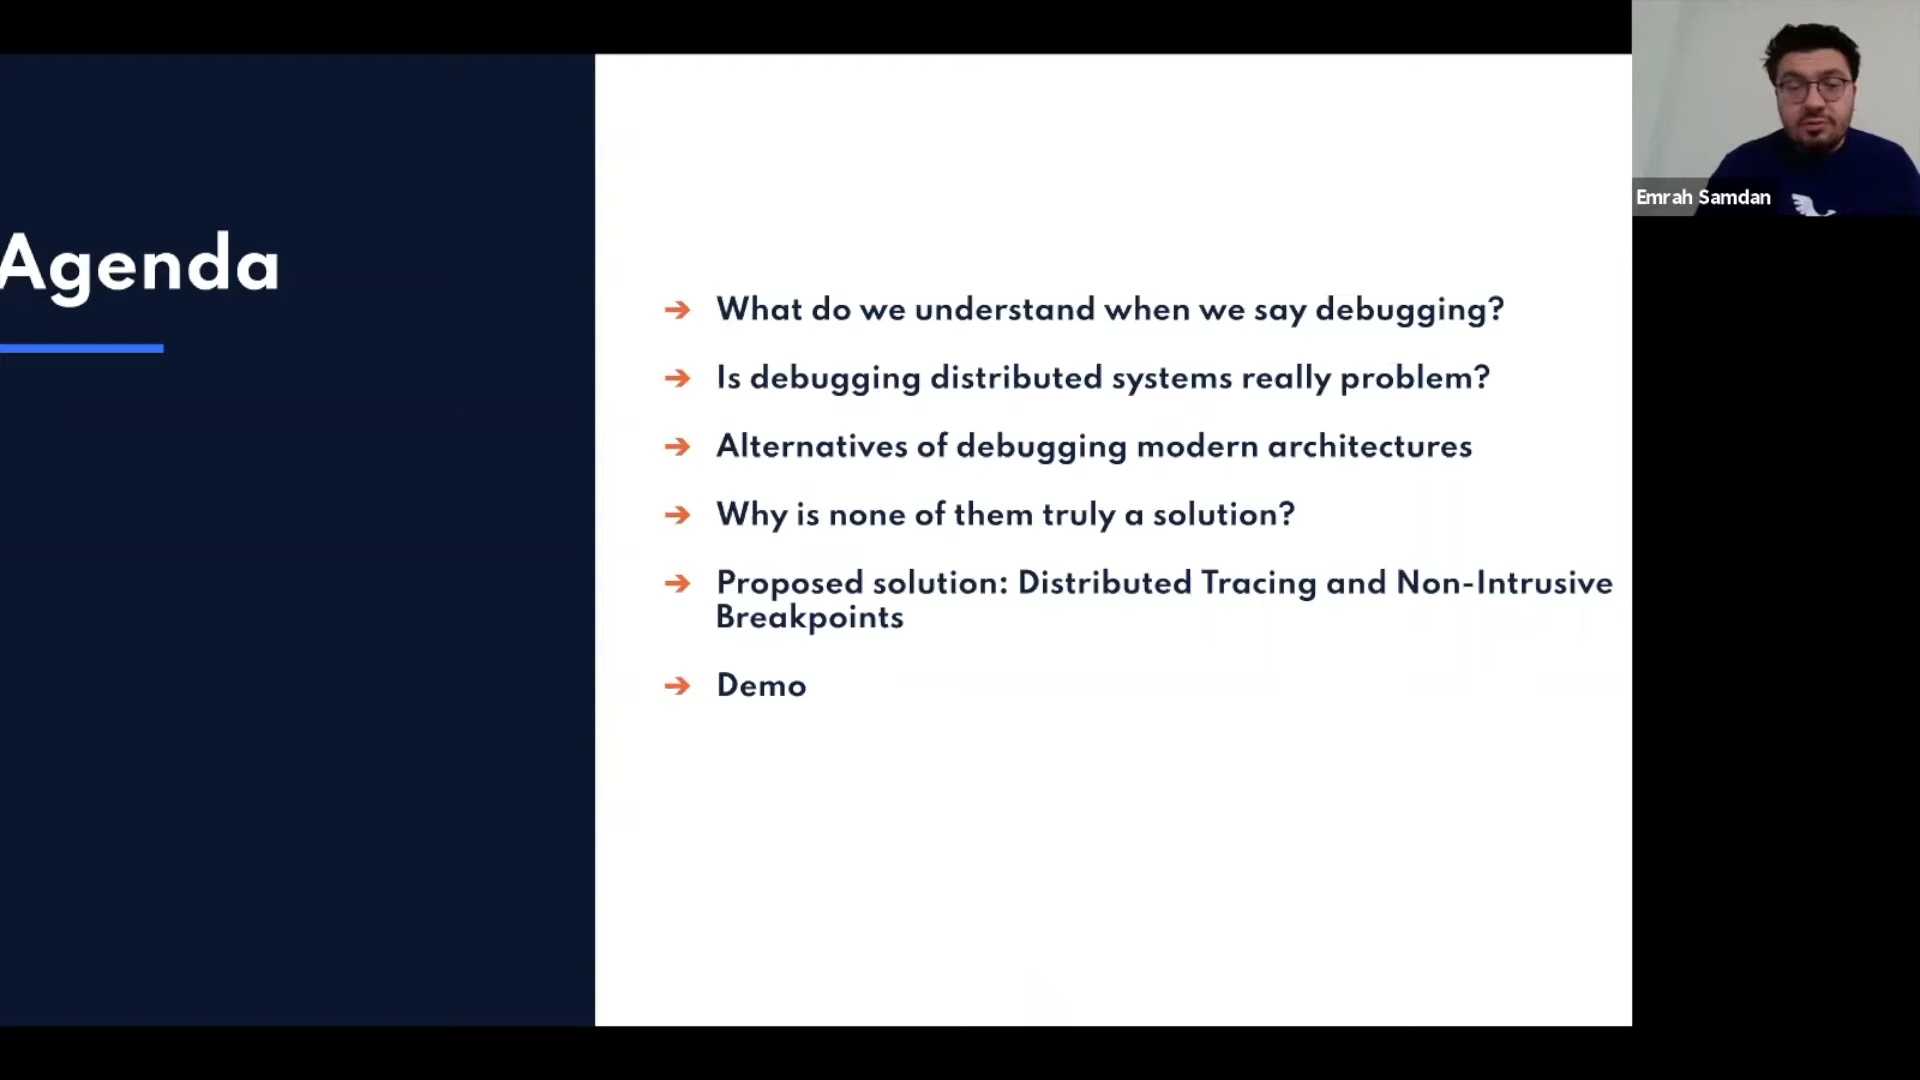 Agenda
→ What do we understand when we say debugging?
→ Is debugging distributed systems really problem?
→ Alternatives of debugging modern architectures
→ Why is none of them truly a solution?
→ Proposed solution: Distributed Tracing and Non-Intrusive
Breakpoints
→ Demo
Emrah Samdan